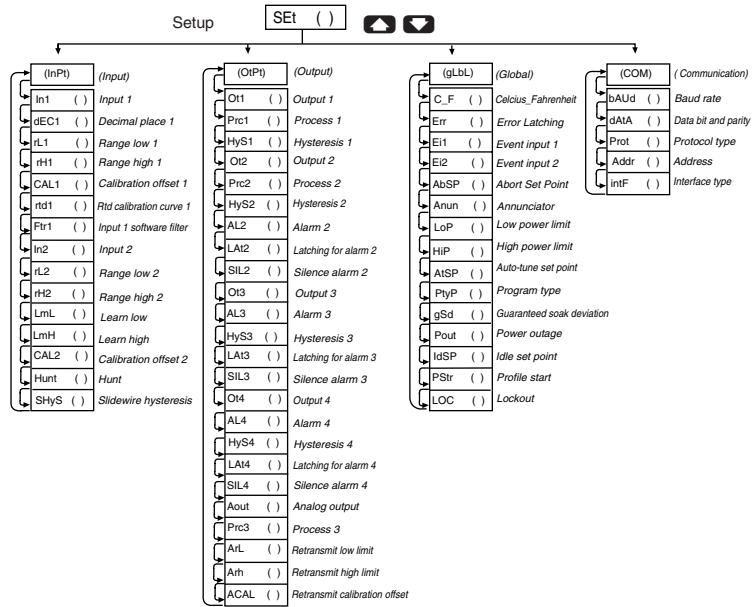 Setup SEt ( )
(InPt) (Input)
In1 ( ) Input 1
dEC1 ( ) Decimal place 1
rL1 ( ) Range low 1
rH1 ( ) Range high 1
CAL1 ( ) Calibration offset 1
rtd1 ( ) Rtd calibration curve 1
Ftr1 ( ) Input 1 software filter
In2 ( ) Input 2
rL2 ( ) Range low 2
rH2 ( ) Range high 2
LmL ( ) Learn low
LmH ( ) Learn high
CAL2 ( ) Calibration offset 2
Hunt ( ) Hunt
SHyS ( ) Slidewire hysteresis
(OtPt) (Output)
Ot1 ( ) Output 1
Prc1 ( ) Process 1
HyS1 ( ) Hysteresis 1
Ot2 ( ) Output 2
Prc2 ( ) Process 2
HyS2 ( ) Hysteresis 2
AL2 ( ) Alarm 2
LAt2 ( ) Latching for alarm 2
SIL2 ( ) Silence alarm 2
Ot3 ( ) Output 3
AL3 ( ) Alarm 3
HyS3 ( ) Hysteresis 3
LAt3 ( ) Latching for alarm 3
SIL3 ( ) Silence alarm 3
Ot4 ( ) Output 4
AL4 ( ) Alarm 4
HyS4 ( ) Hysteresis 4
LAt4 ( ) Latching for alarm 4
SIL4 ( ) Silence alarm 4
Aout ( ) Analog output
Prc3 ( ) Process 3
ArL ( ) Retransmit low limit
Arh ( ) Retransmit high limit
ACAL ( ) Retransmit calibration offset
(gLbL) (Global)
C_F ( ) Celcius_Fahrenheit
Err ( ) Error Latching
Ei1 ( ) Event input 1
Ei2 ( ) Event input 2
AbSP ( ) Abort Set Point
Anun ( ) Annunciator
LoP ( ) Low power limit
HiP ( ) High power limit
AtSP ( ) Auto-tune set point
PtyP ( ) Program type
gSd ( ) Guaranteed soak deviation
Pout ( ) Power outage
IdSP ( ) Idle set point
PStr ( ) Profile start
LOC ( ) Lockout
(COM) ( Communication)
bAUd ( ) Baud rate
dAtA ( ) Data bit and parity
Prot ( ) Protocol type
Addr ( ) Address
intF ( ) Interface type